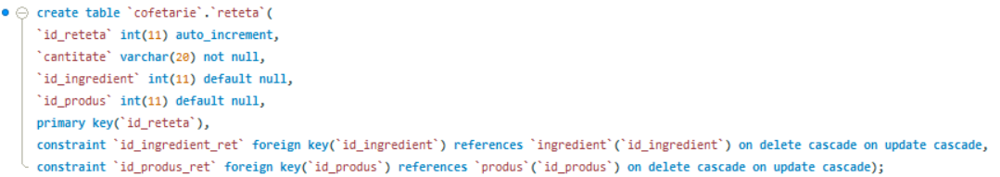 create table `cofetarie`.`reteta`(
`id_reteta` int(11) auto_increment,
`cantitate` varchar(20) not null,
`id_ingredient` int(11) default null,
`id_produs` int(11) default null,
primary key(`id_reteta`),
constraint `id_ingredient_ret` foreign key(`id_ingredient`) references `ingredient`(`id_ingredient`) on delete cascade on update cascade,
constraint `id_produs_ret` foreign key(`id_produs`) references `produs`(`id_produs`) on delete cascade on update cascade);